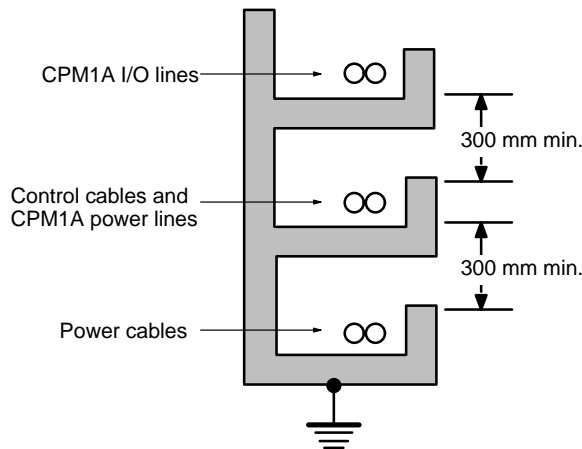 CPM1A I/O lines
300 mm min.
Control cables and
CPM1A power lines
300 mm min.
Power cables